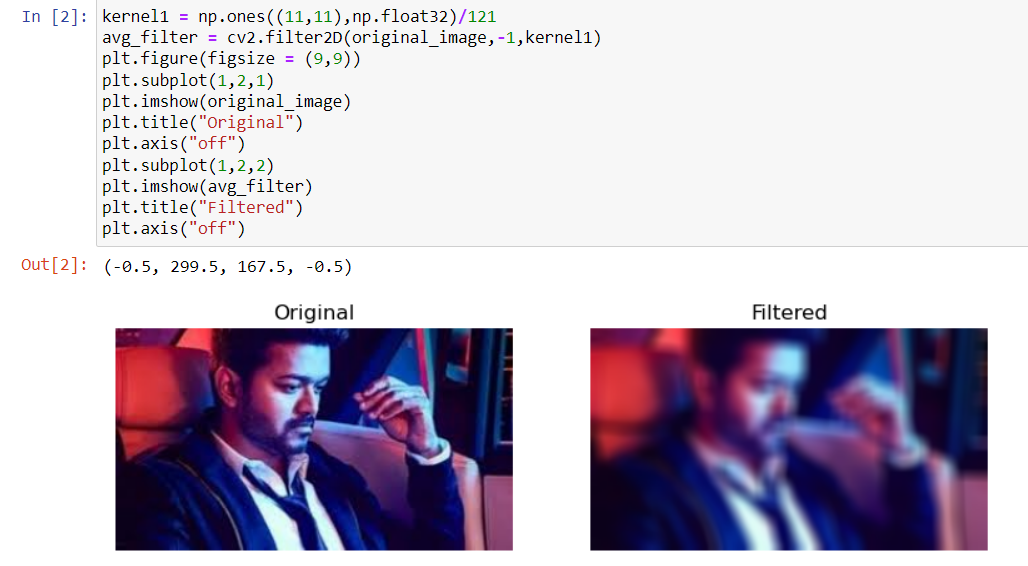 In [2]: kernel1 = np.ones((11,11),np.float32)/121
avg_filter = cv2.filter2D(original_image,-1,kernel1)
plt.figure(figsize = (9,9))
plt.subplot(1,2,1)
plt.imshow(original_image)
plt.title("Original")
plt.axis("off")
plt.subplot(1,2,2)
plt.imshow(avg_filter)
plt.title("Filtered")
plt.axis("off")
Out[2]: (-0.5, 299.5, 167.5, -0.5)
Original Filtered